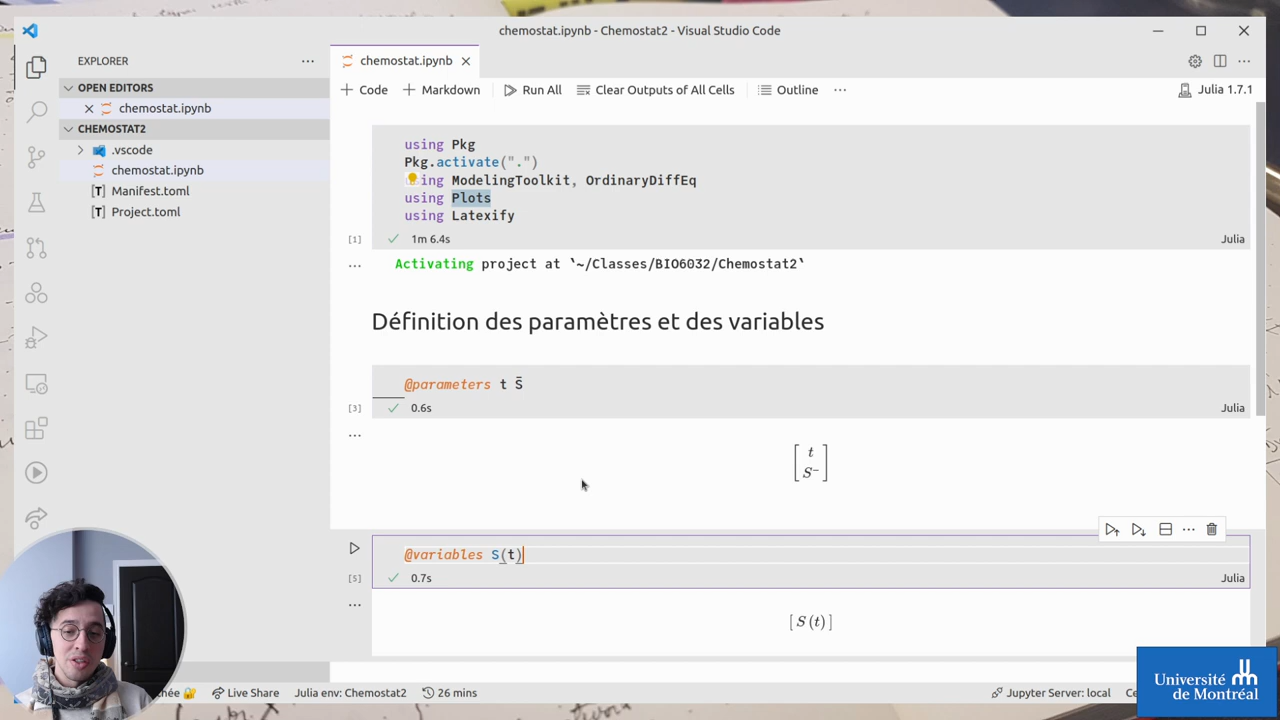 chemostat.ipynb - Chemostat2 - Visual Studio Code
EXPLORER
OPEN EDITORS
chemostat.ipynb
CHEMOSTAT2
.vscode
chemostat.ipynb
Manifest.toml
Project.toml
chemostat.ipynb
Code
Markdown
Run All
Clear Outputs of All Cells
Outline
Julia 1.7.1
using Pkg
Pkg.activate(".")
ing ModelingToolkit, OrdinaryDiffEq
using Plots
using Latexify
[1] 1m 6.4s Julia
Activating project at `~/Classes/BIO6032/Chemostat2`
Définition des paramètres et des variables
@parameters t S̄
[3] 0.6s Julia
t
S⁻
@variables S(t)
[5] 0.7s Julia
[S(t)]
Live Share
Julia env: Chemostat2
26 mins
Jupyter Server: local
Université
de Montréal